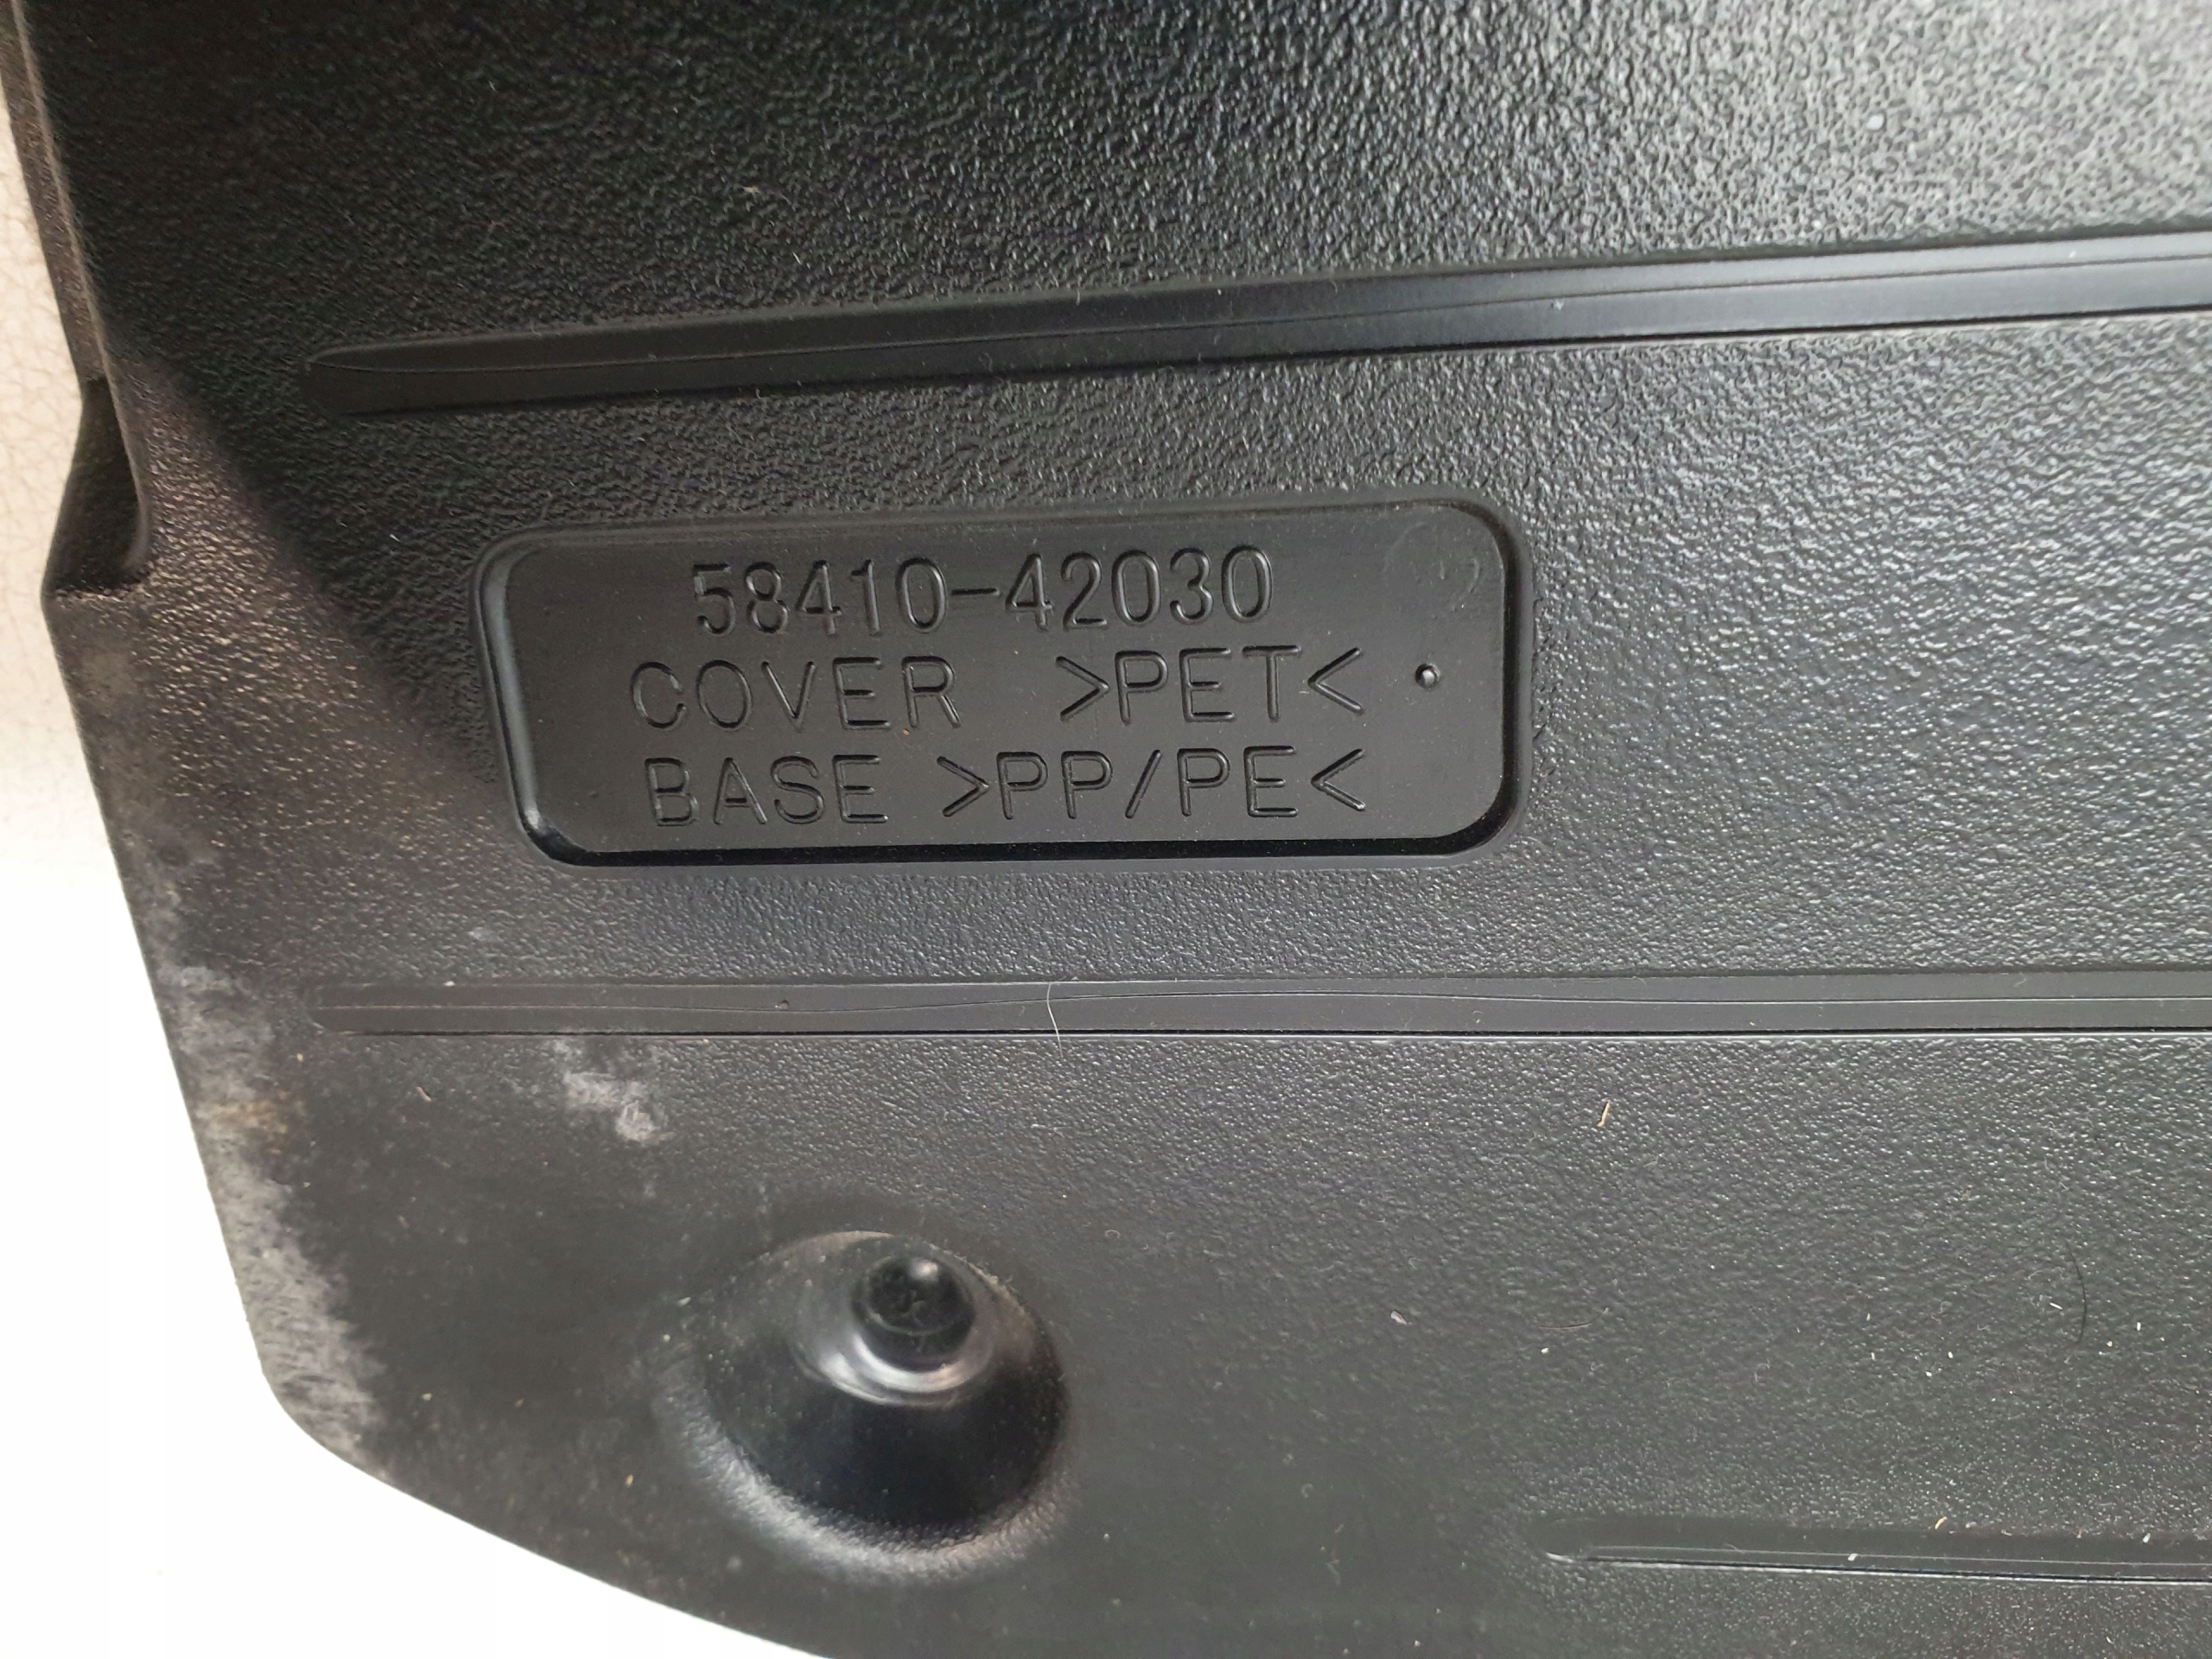 58410-42030
COVER >PET<
BASE >PP/PE<